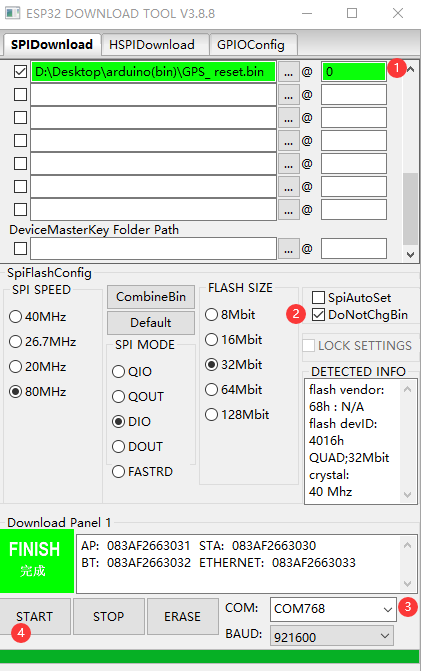 ESP32 DOWNLOAD TOOL V3.8.8
SPIDownload HSPIDownload GPIOConfig
D:\Desktop\arduino(bin)\GPS_ reset.bin ... @ 0 1
... @
... @
... @
... @
... @
... @
DeviceMasterKey Folder Path
... @
SpiFlashConfig
SPI SPEED
40MHz
26.7MHz
20MHz
80MHz
CombineBin
Default
SPI MODE
QIO
QOUT
DIO
DOUT
FASTRD
FLASH SIZE
8Mbit
16Mbit
32Mbit
64Mbit
128Mbit
SpiAutoSet
2 DoNotChgBin
LOCK SETTINGS
DETECTED INFO
flash vendor:
68h : N/A
flash devID:
4016h
QUAD;32Mbit
crystal:
40 Mhz
Download Panel 1
FINISH
完成
AP: 083AF2663031 STA: 083AF2663030
BT: 083AF2663032 ETHERNET: 083AF2663033
START STOP ERASE
4
COM: COM768 3
BAUD: 921600